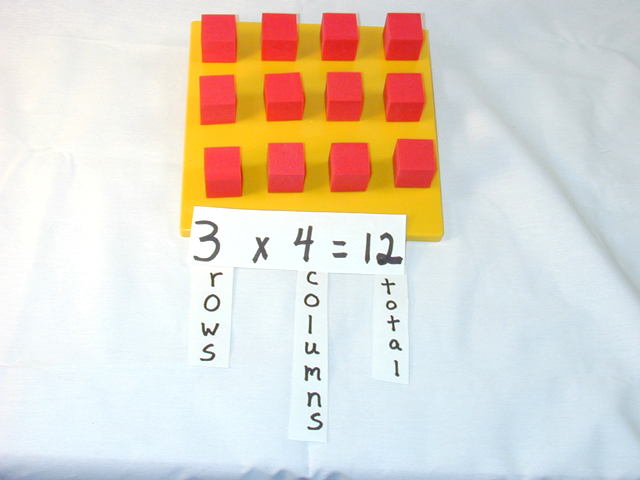 3 x 4 = 12
rows
columns
total